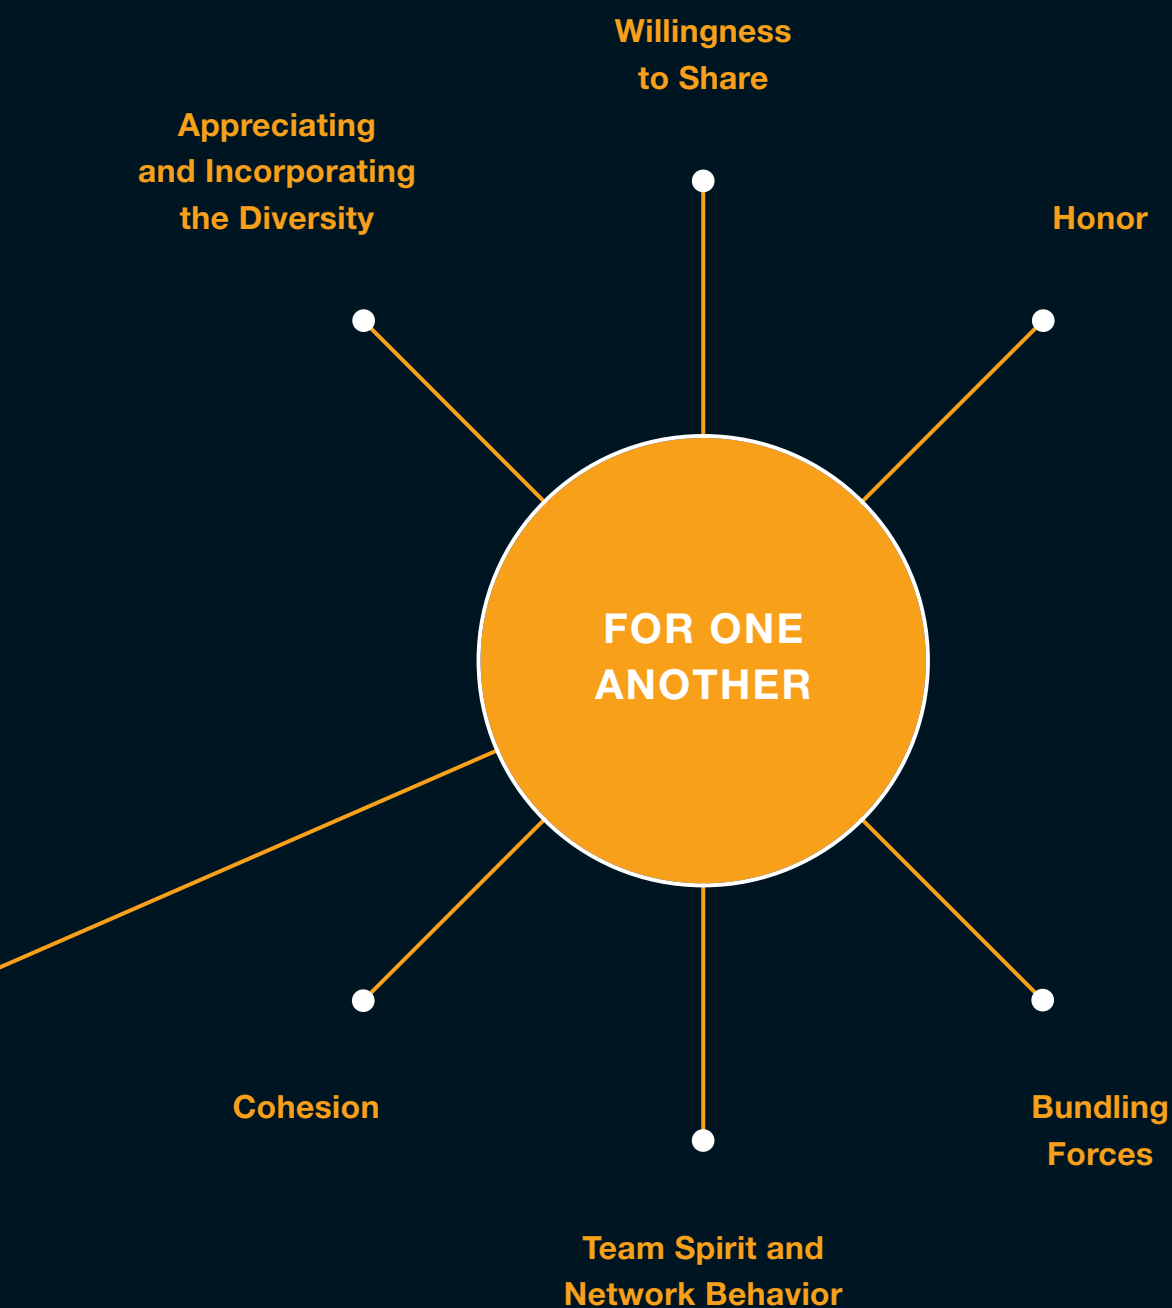 Willingness
to Share
Appreciating
and Incorporating
the Diversity
Honor
FOR ONE
ANOTHER
Cohesion
Bundling
Forces
Team Spirit and
Network Behavior